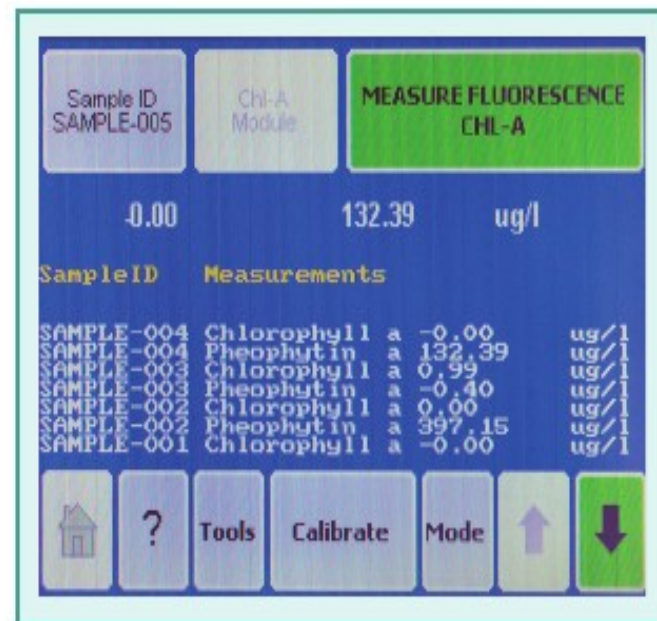 Sample ID
SAMPLE-005
Chl-A
Module
MEASURE FLUORESCENCE
CHL-A
-0.00 132.39 ug/l
SampleID Measurements
SAMPLE-004 Chlorophyll a -0.00 ug/l
SAMPLE-004 Pheophytin a 132.39 ug/l
SAMPLE-003 Chlorophyll a 0.99 ug/l
SAMPLE-003 Pheophytin a -0.40 ug/l
SAMPLE-002 Chlorophyll a 0.00 ug/l
SAMPLE-002 Pheophytin a 397.15 ug/l
SAMPLE-001 Chlorophyll a -0.00 ug/l
? Tools Calibrate Mode